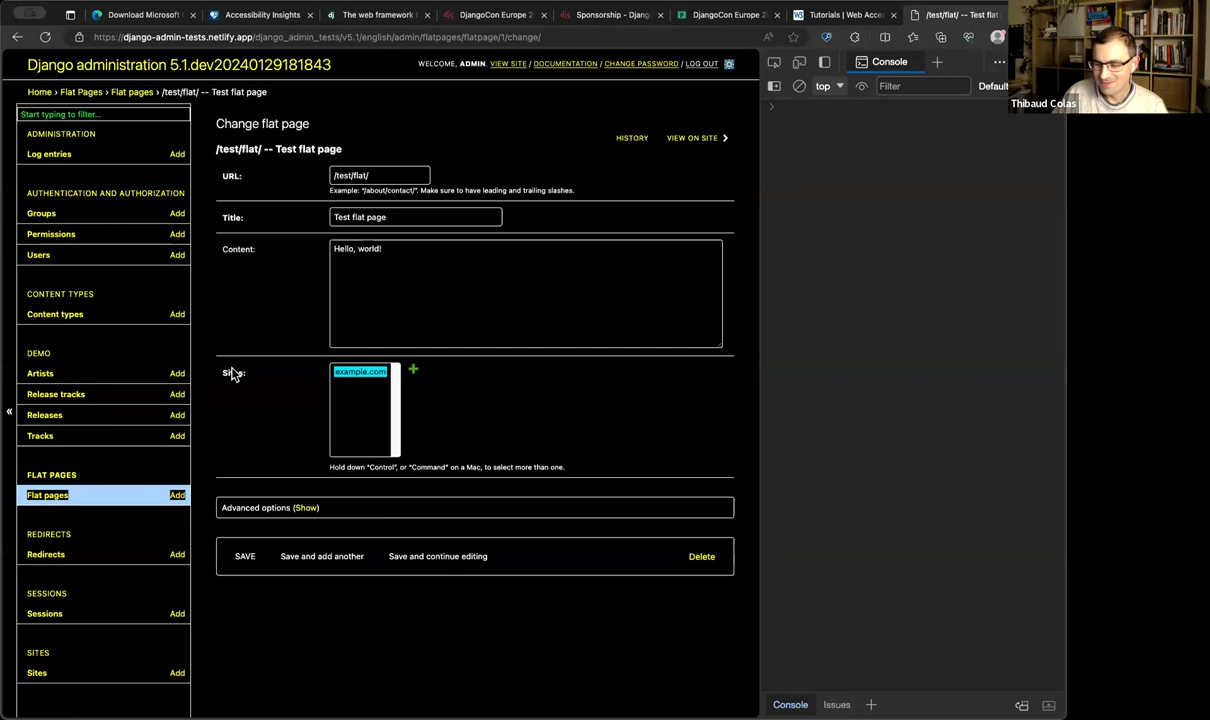 Download Microsoft
Accessibility Insights
The web framework
DjangoCon Europe 2
Sponsorship - Djang
DjangoCon Europe 2
Tutorials | Web Acce
/test/flat/ -- Test flat
https://django-admin-tests.netlify.app/django_admin_tests/v5.1/english/admin/flatpages/flatpage/1/change/
Django administration 5.1.dev20240129181843
WELCOME, ADMIN. VIEW SITE / DOCUMENTATION / CHANGE PASSWORD / LOG OUT
Home › Flat Pages › Flat pages › /test/flat/ -- Test flat page
Start typing to filter...
ADMINISTRATION
Log entries Add
AUTHENTICATION AND AUTHORIZATION
Groups Add
Permissions Add
Users Add
CONTENT TYPES
Content types Add
DEMO
Artists Add
Release tracks Add
Releases Add
Tracks Add
FLAT PAGES
Flat pages Add
REDIRECTS
Redirects Add
SESSIONS
Sessions Add
SITES
Sites Add
«
Change flat page
HISTORY VIEW ON SITE
/test/flat/ -- Test flat page
URL: /test/flat/
Example: “/about/contact/”. Make sure to have leading and trailing slashes.
Title: Test flat page
Content: Hello, world!
example.com
Hold down “Control”, or “Command” on a Mac, to select more than one.
Advanced options (Show)
SAVE Save and add another Save and continue editing Delete
Console
top Filter Default
Thibaud Colas
Console Issues